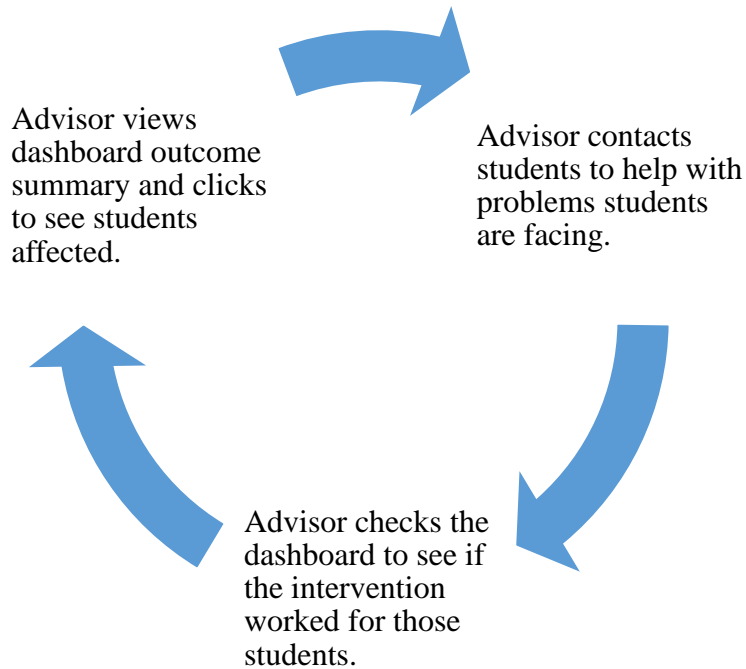 Advisor views
dashboard outcome
summary and clicks
to see students
affected.
Advisor contacts
students to help with
problems students
are facing.
Advisor checks the
dashboard to see if
the intervention
worked for those
students.